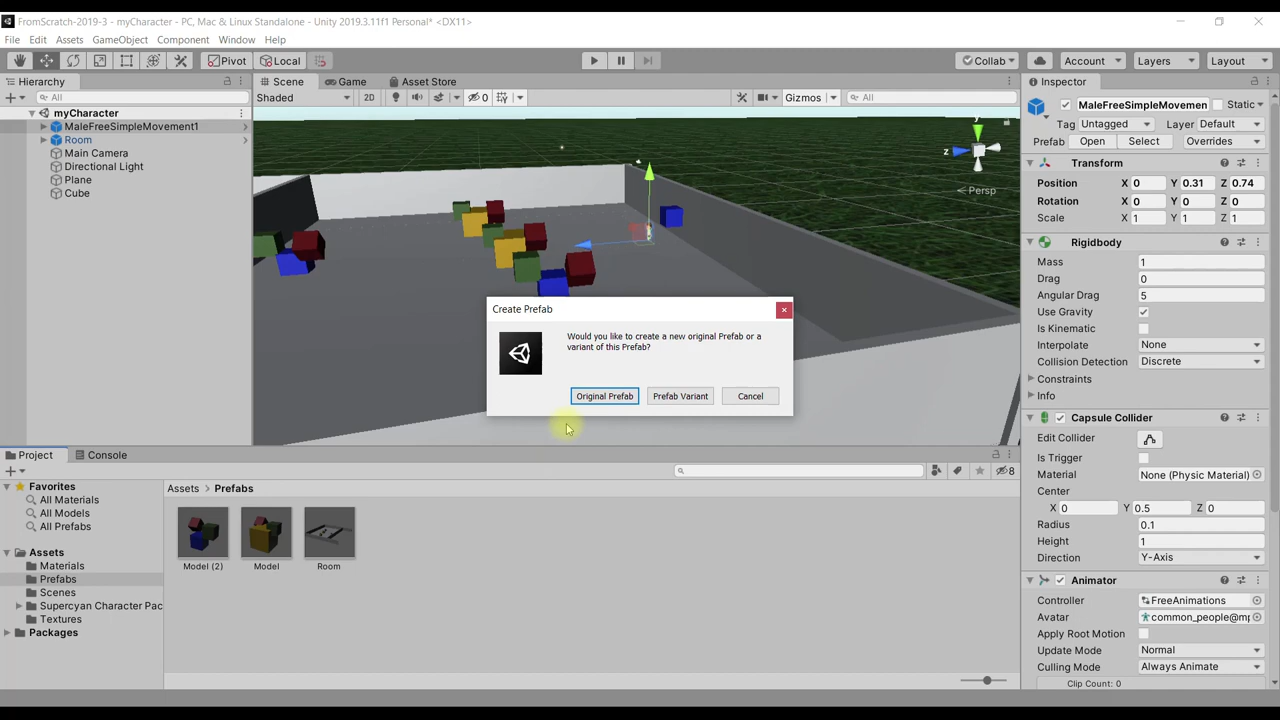 FromScratch-2019-3 - myCharacter - PC, Mac & Linux Standalone - Unity 2019.3.11f1 Personal* <DX11>
File Edit Assets GameObject Component Window Help
Pivot Local Collab Account Layers Layout
Hierarchy
All
myCharacter
MaleFreeSimpleMovement1
Room
Main Camera
Directional Light
Plane
Cube
Scene Game Asset Store
Shaded 2D 0 Gizmos All
y
z
Persp
Create Prefab
Would you like to create a new original Prefab or a
variant of this Prefab?
Original Prefab Prefab Variant Cancel
Inspector
MaleFreeSimpleMovemen Static
Tag Untagged Layer Default
Prefab Open Select Overrides
Transform
Position X 0 Y 0.31 Z 0.74
Rotation X 0 Y 0 Z 0
Scale X 1 Y 1 Z 1
Rigidbody
Mass 1
Drag 0
Angular Drag 5
Use Gravity
Is Kinematic
Interpolate None
Collision Detection Discrete
Constraints
Info
Capsule Collider
Edit Collider
Is Trigger
Material None (Physic Material)
Center
X 0 Y 0.5 Z 0
Radius 0.1
Height 1
Direction Y-Axis
Animator
Controller FreeAnimations
Avatar common_people@mp
Apply Root Motion
Update Mode Normal
Culling Mode Always Animate
Clip Count: 0
Project Console
8
Favorites
All Materials
All Models
All Prefabs
Assets
Materials
Prefabs
Scenes
Supercyan Character Pac
Textures
Packages
Assets > Prefabs
Model (2) Model Room